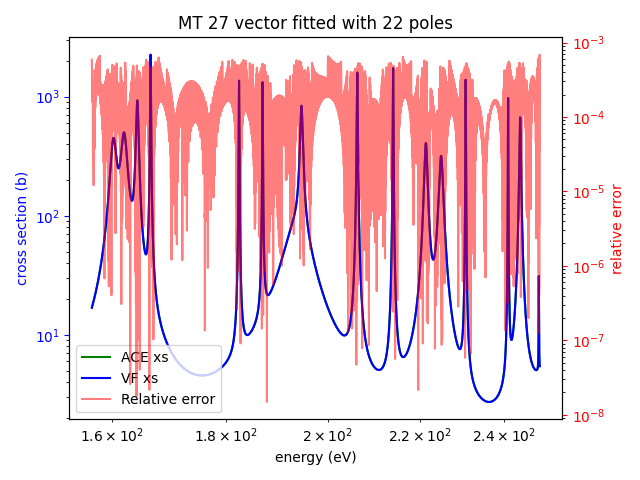 MT 27 vector fitted with 22 poles
cross section (b)
10³
10²
10¹
10⁻³
10⁻⁴
10⁻⁵
10⁻⁶
10⁻⁷
10⁻⁸
relative error
ACE xs
VF xs
Relative error
1.6 × 10² 1.8 × 10² 2 × 10² 2.2 × 10² 2.4 × 10²
energy (eV)